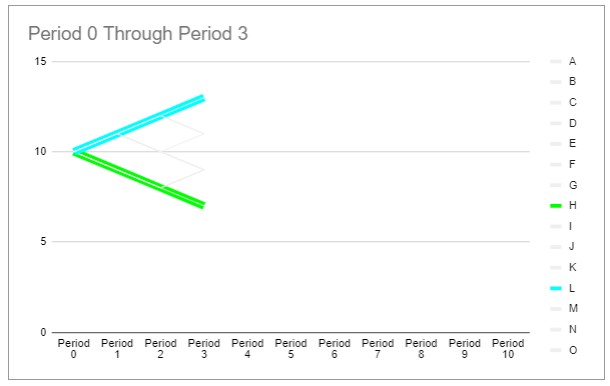 Period 0 Through Period 3
15
10
5
0
Period 0
Period 1
Period 2
Period 3
Period 4
Period 5
Period 6
Period 7
Period 8
Period 9
Period 10
A
B
C
D
E
F
G
H
I
J
K
L
M
N
O